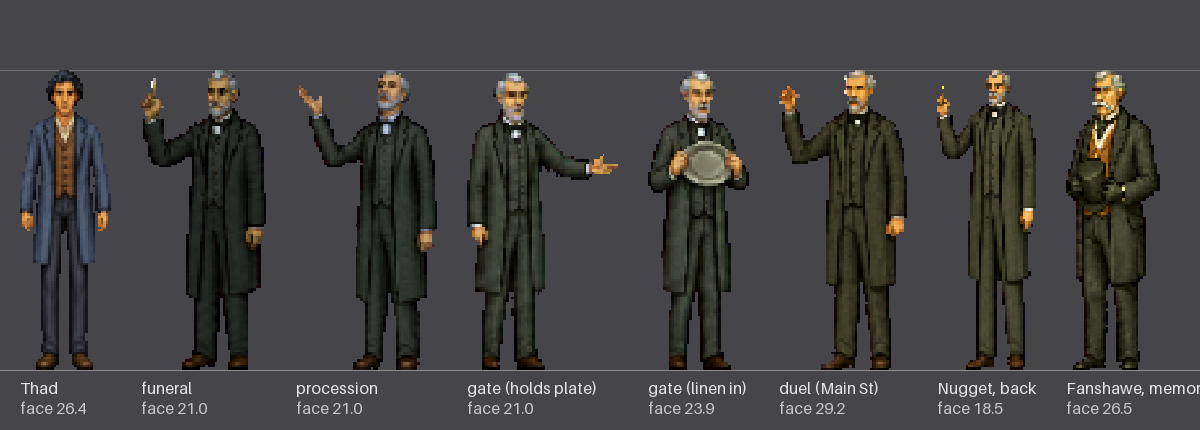 Thad
face 26.4
funeral
face 21.0
procession
face 21.0
gate (holds plate)
face 21.0
gate (linen in)
face 23.9
duel (Main St)
face 29.2
Nugget, back
face 18.5
Fanshawe, memor
face 26.5